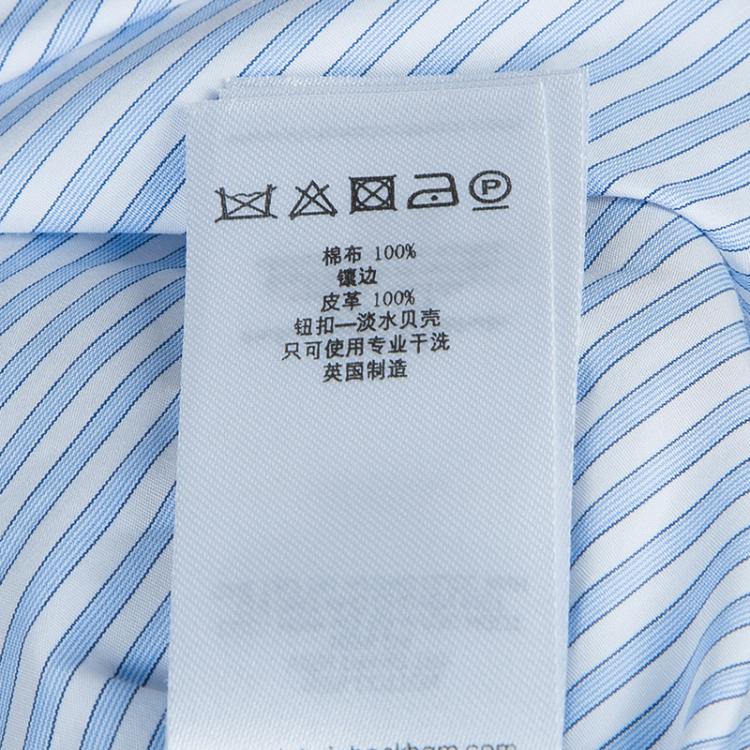 P
棉布 100%
镶边
皮革 100%
钮扣—淡水贝壳
只可使用专业干洗
英国制造